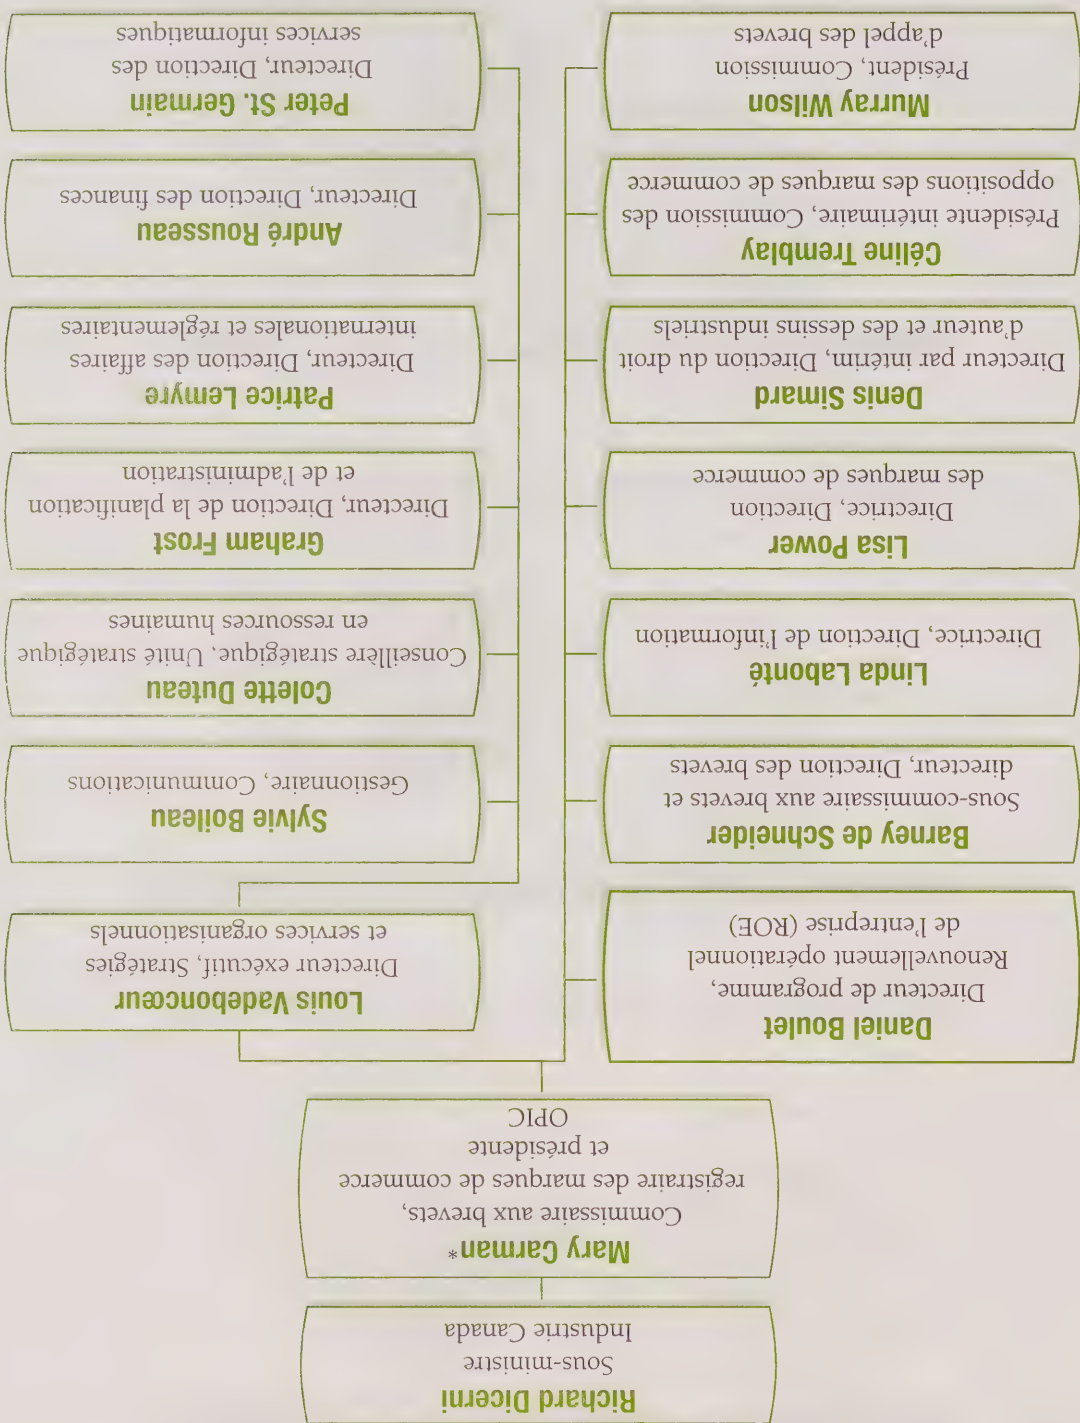 Richard Dicerni
Sous-ministre
Industrie Canada
Mary Carman*
Commissaire aux brevets,
registraire des marques de commerce
et présidente
OPIC
Louis Vadeboncœur
Directeur exécutif, Stratégies
et services organisationnels
Daniel Boulet
Directeur de programme,
Renouvellement opérationnel
de l'entreprise (ROE)
Sylvie Boileau
Gestionnaire, Communications
Barney de Schneider
Sous-commissaire aux brevets et
directeur, Direction des brevets
Colette Duteau
Conseillère stratégique, Unité stratégique
en ressources humaines
Linda Labonté
Directrice, Direction de l'information
Graham Frost
Directeur, Direction de la planification
et de l'administration
Lisa Power
Directrice, Direction
des marques de commerce
Patrice Lemyre
Directeur, Direction des affaires
internationales et réglementaires
Denis Simard
Directeur par intérim, Direction du droit
d'auteur et des dessins industriels
André Rousseau
Directeur, Direction des finances
Céline Tremblay
Présidente intérimaire, Commission des
oppositions des marques de commerce
Peter St. Germain
Directeur, Direction des
services informatiques
Murray Wilson
Président, Commission
d'appel des brevets